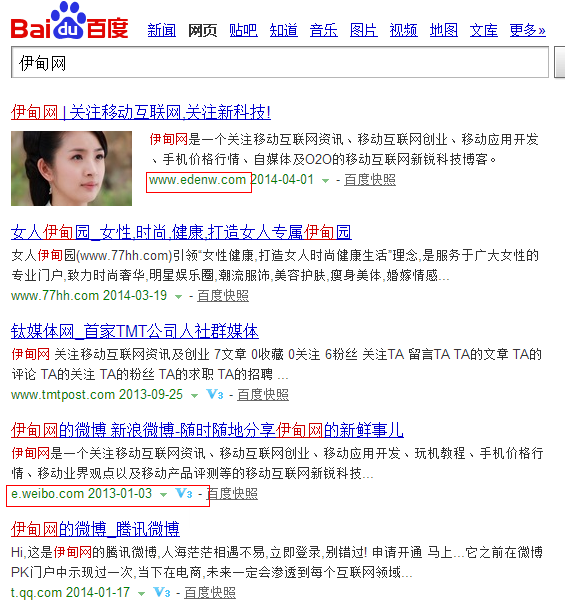 Baidu百度 新闻 网页 贴吧 知道 音乐 图片 视频 地图 文库 更多»
伊甸网
伊甸网 | 关注移动互联网,关注新科技!
伊甸网是一个关注移动互联网资讯、移动互联网创业、移动应用开发
、手机价格行情、自媒体及O2O的移动互联网新锐科技博客。
www.edenw.com 2014-04-01 - 百度快照
女人伊甸园_女性,时尚,健康,打造女人专属伊甸园
女人伊甸园(www.77hh.com)引领“女性健康,打造女人时尚健康生活”理念,是服务于广大女性的
专业门户,致力时尚奢华,明星娱乐圈,潮流服饰,美容护肤,瘦身美体,婚嫁情感...
www.77hh.com 2014-03-19 - 百度快照
钛媒体网_首家TMT公司人社群媒体
伊甸网 关注移动互联网资讯及创业 7文章 0收藏 0关注 6粉丝 关注TA 留言TA TA的文章 TA的
评论 TA的关注 TA的粉丝 TA的求职 TA的招聘 ...
www.tmtpost.com 2013-09-25 V3 - 百度快照
伊甸网的微博 新浪微博-随时随地分享伊甸网的新鲜事儿
伊甸网是一个关注移动互联网资讯、移动互联网创业、移动应用开发、玩机教程、手机价格行
情、移动业界观点以及移动产品评测等的移动互联网新锐科技...
e.weibo.com 2013-01-03 V3 - 百度快照
伊甸网的微博_腾讯微博
Hi,这是伊甸网的腾讯微博,人海茫茫相遇不易,立即登录,别错过! 申请开通 马上...它之前在微博
PK门户中示现过一次,当下在电商,未来一定会渗透到每个互联网领域...
t.qq.com 2014-01-17 V3 - 百度快照